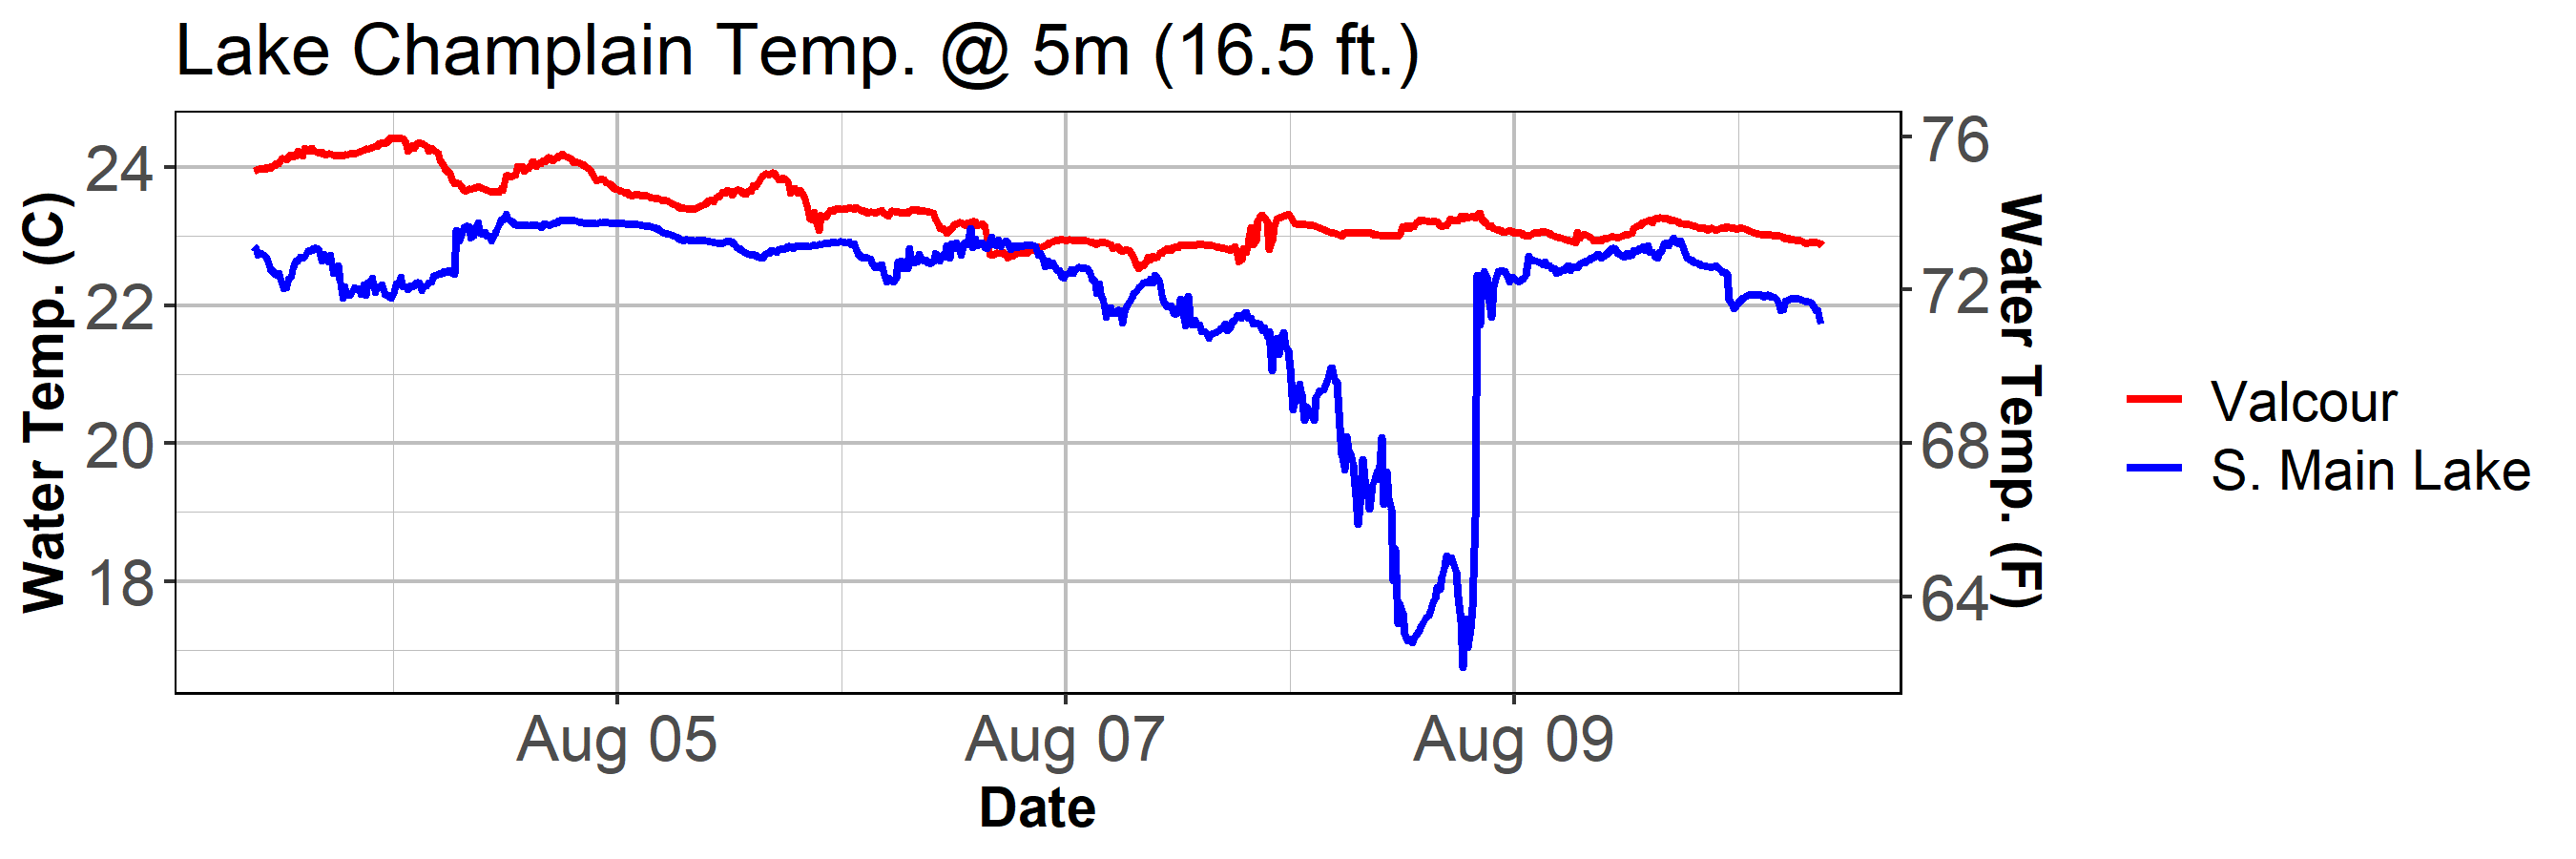 Lake Champlain Temp. @ 5m (16.5 ft.)
Water Temp. (C)
24
22
20
18
76
72
68
64
Water Temp. (F)
Valcour
S. Main Lake
Aug 05
Aug 07
Aug 09
Date